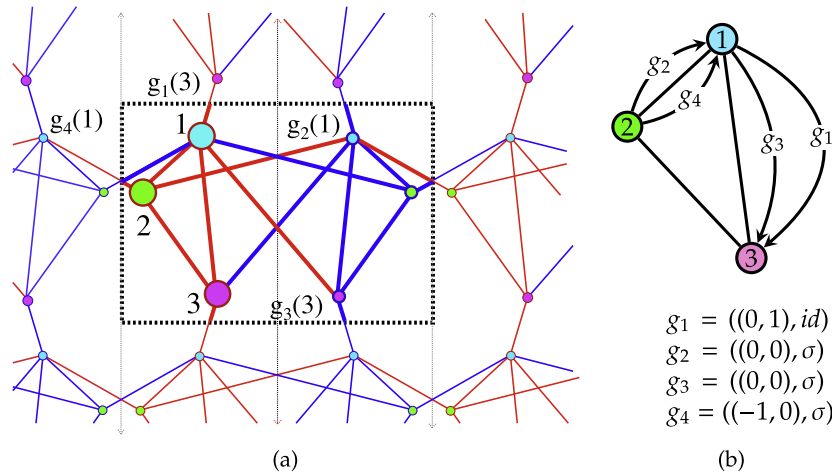 g₁(3)
g₄(1)
1
g₂(1)
2
3
g₃(3)
(a)
1
g₂
g₄
2
g₃
g₁
3
g₁ = ((0, 1), id)
g₂ = ((0, 0), σ)
g₃ = ((0, 0), σ)
g₄ = ((−1, 0), σ)
(b)